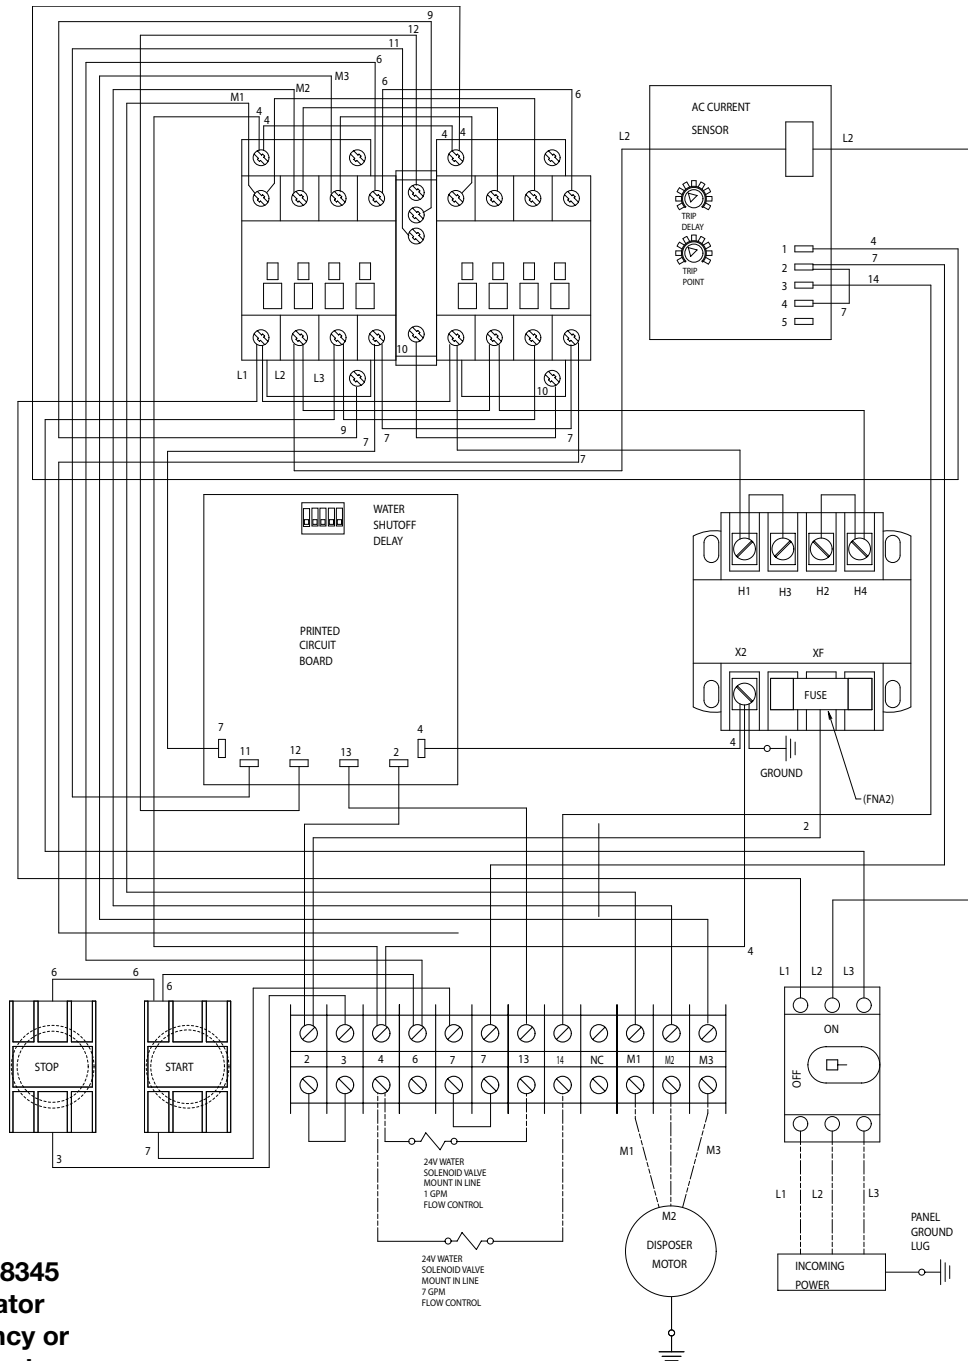 9
12
11
6
M3
6
M2
6
M1
4
4
4
4
AC CURRENT
SENSOR
L2
L2
TRIP
DELAY
TRIP
POINT
1
2
3
4
5
4
7
14
7
10
L1
L2
L3
10
9
7
7
7
7
WATER
SHUTOFF
DELAY
PRINTED
CIRCUIT
BOARD
H1
H3
H2
H4
X2
XF
FUSE
7
11
12
13
2
4
4
GROUND
(FNA2)
2
4
6
6
6
L1
L2
L3
ON
OFF
STOP
START
2
3
4
6
7
7
13
14
NC
M1
M2
M3
3
7
24V WATER
SOLENOID VALVE
MOUNT IN LINE
1 GPM
FLOW CONTROL
M1
M3
M2
DISPOSER
MOTOR
24V WATER
SOLENOID VALVE
MOUNT IN LINE
7 GPM
FLOW CONTROL
L1
L2
L3
INCOMING
POWER
PANEL
GROUND
LUG
8345
ator
ncy or